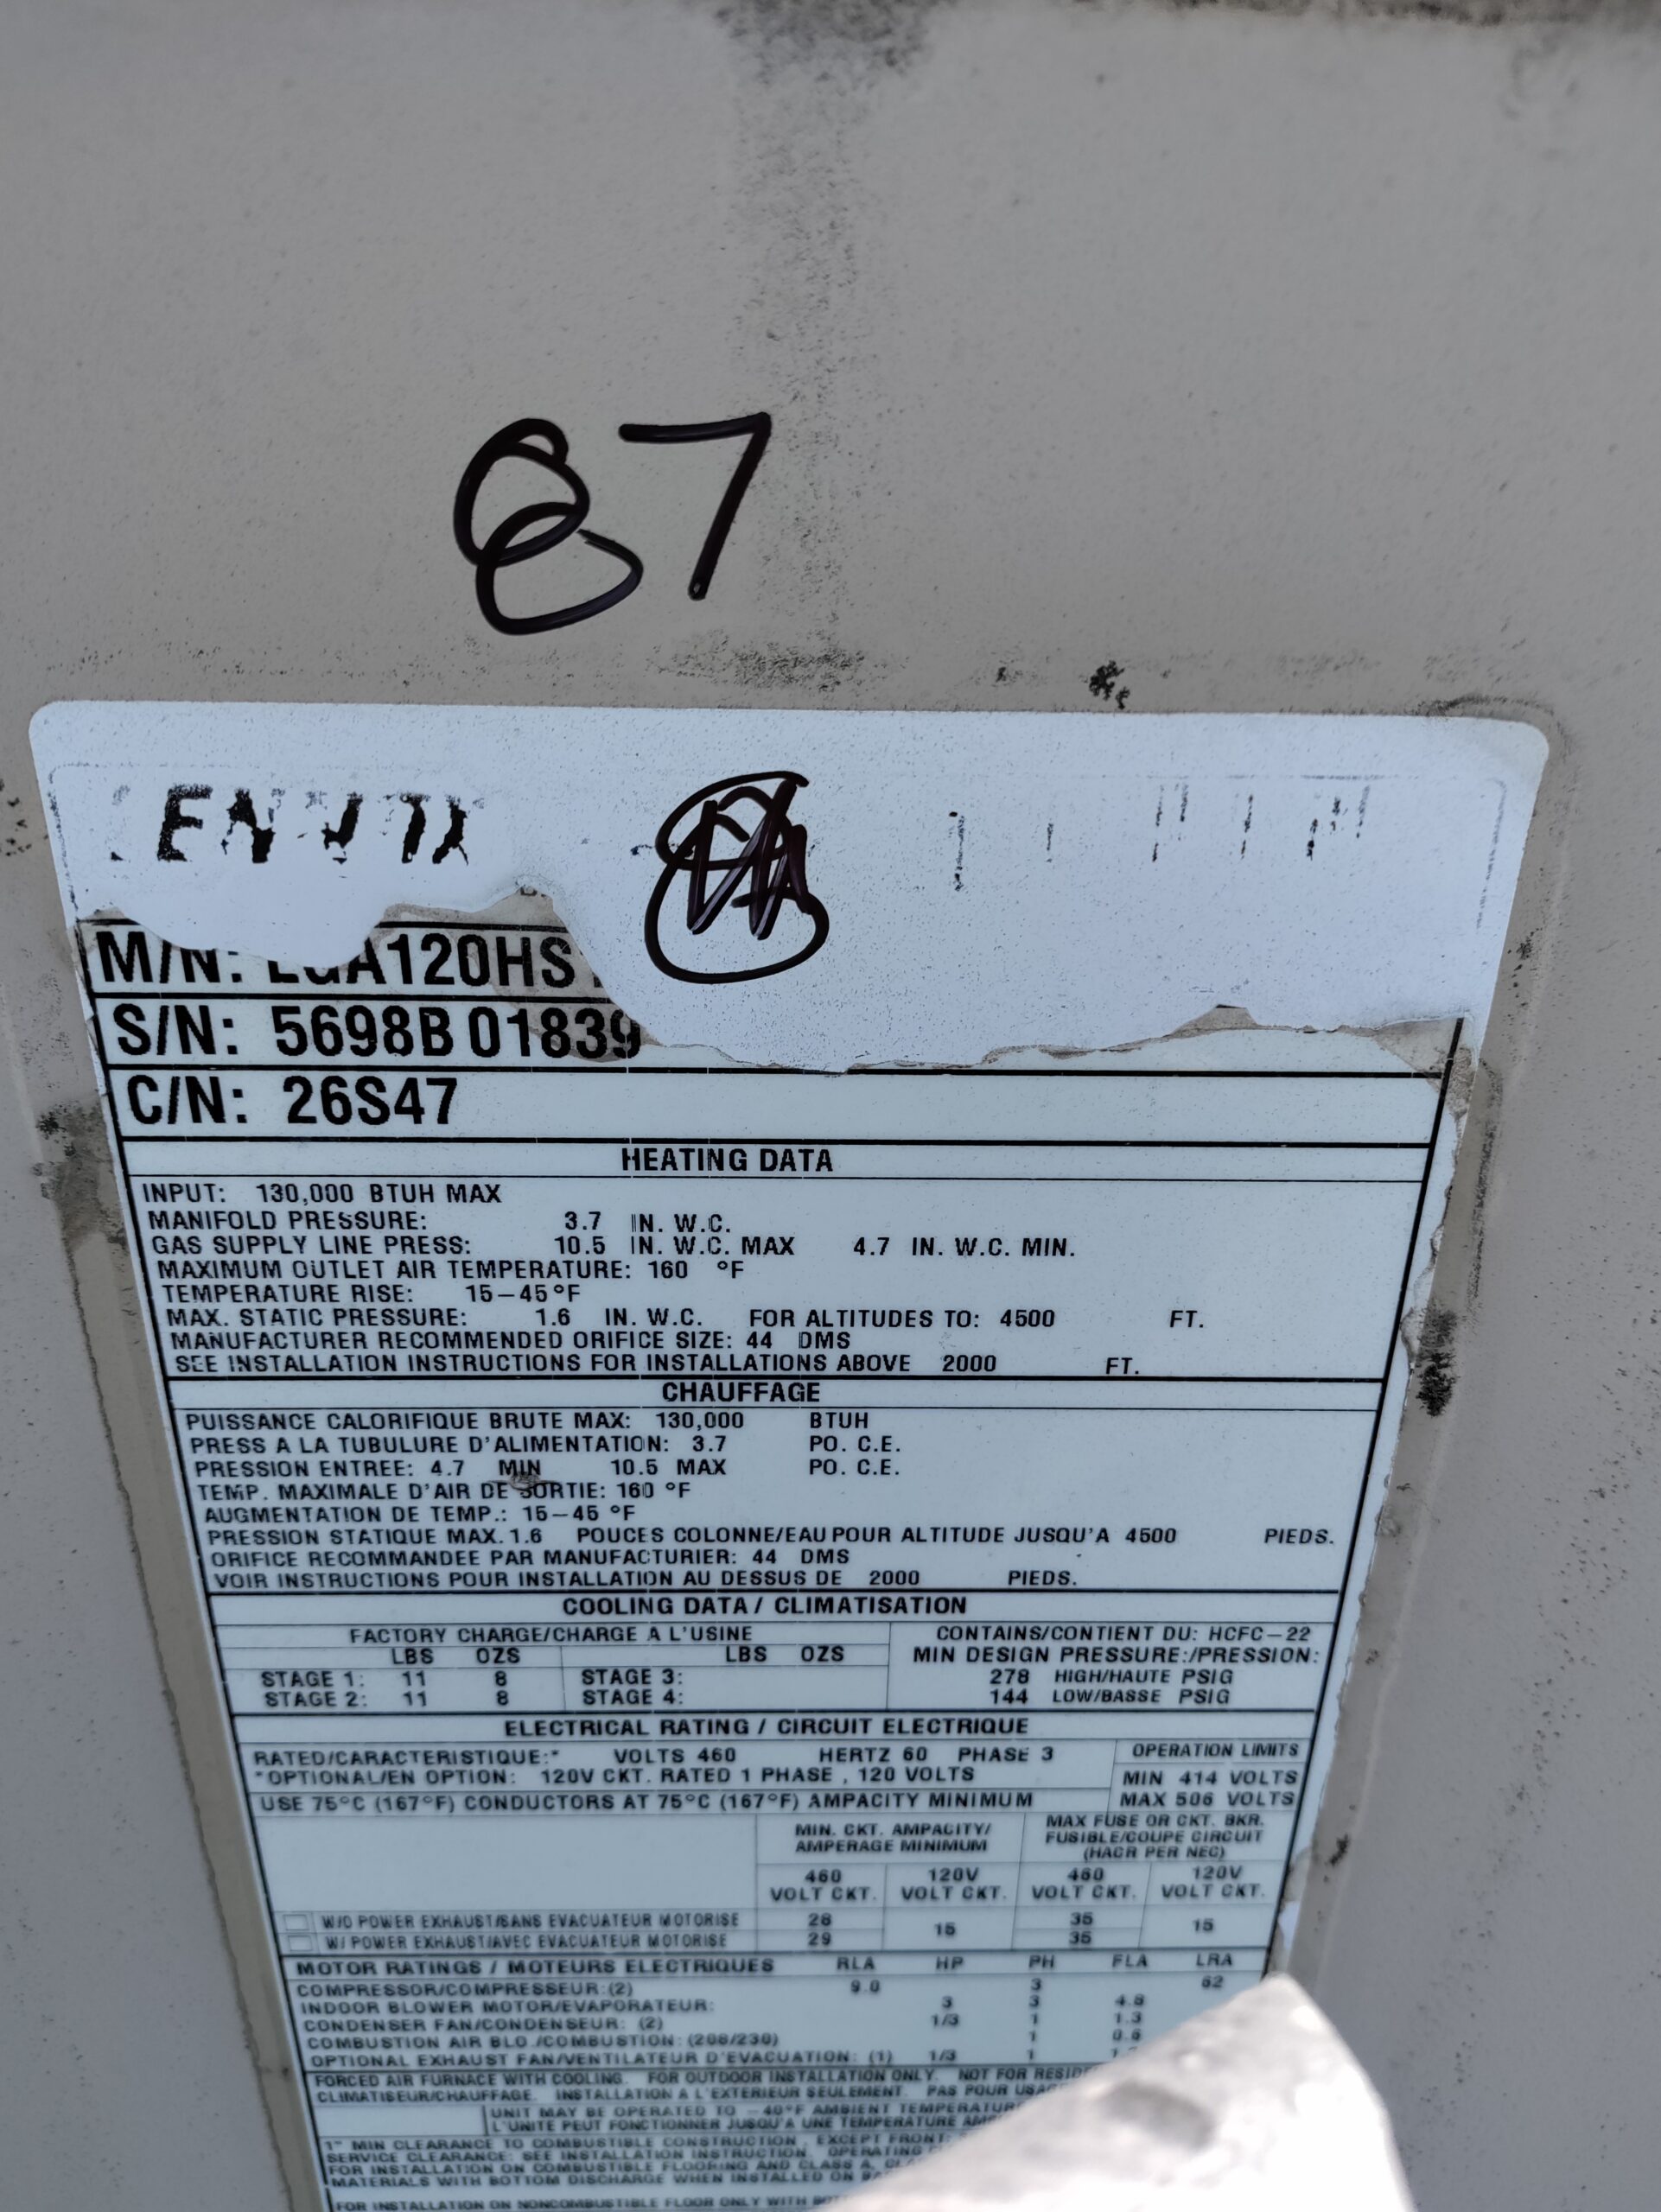 87
M/N: LGA120HS
S/N: 5698B 01839
C/N: 26S47
HEATING DATA
INPUT: 130,000 BTUH MAX
MANIFOLD PRESSURE: 3.7 IN. W.C.
GAS SUPPLY LINE PRESS: 10.5 IN. W.C. MAX 4.7 IN. W.C. MIN.
MAXIMUM OUTLET AIR TEMPERATURE: 160 °F
TEMPERATURE RISE: 15-45°F
MAX. STATIC PRESSURE: 1.6 IN. W.C. FOR ALTITUDES TO: 4500 FT.
MANUFACTURER RECOMMENDED ORIFICE SIZE: 44 DMS
SEE INSTALLATION INSTRUCTIONS FOR INSTALLATIONS ABOVE 2000 FT.
CHAUFFAGE
PUISSANCE CALORIFIQUE BRUTE MAX: 130,000 BTUH
PRESS A LA TUBULURE D'ALIMENTATION: 3.7 PO. C.E.
PRESSION ENTREE: 4.7 MIN 10.5 MAX PO. C.E.
TEMP. MAXIMALE D'AIR DE SORTIE: 160 °F
AUGMENTATION DE TEMP.: 15-45 °F
PRESSION STATIQUE MAX. 1.6 POUCES COLONNE/EAU POUR ALTITUDE JUSQU'A 4500 PIEDS.
ORIFICE RECOMMANDEE PAR MANUFACTURIER: 44 DMS
VOIR INSTRUCTIONS POUR INSTALLATION AU DESSUS DE 2000 PIEDS.
COOLING DATA / CLIMATISATION
FACTORY CHARGE/CHARGE A L'USINE CONTAINS/CONTIENT DU: HCFC-22
LBS OZS LBS OZS MIN DESIGN PRESSURE:/PRESSION:
STAGE 1: 11 8 STAGE 3: 278 HIGH/HAUTE PSIG
STAGE 2: 11 8 STAGE 4: 144 LOW/BASSE PSIG
ELECTRICAL RATING / CIRCUIT ELECTRIQUE
RATED/CARACTERISTIQUE:* VOLTS 460 HERTZ 60 PHASE 3 OPERATION LIMITS
*OPTIONAL/EN OPTION: 120V CKT. RATED 1 PHASE , 120 VOLTS MIN 414 VOLTS
USE 75°C (167°F) CONDUCTORS AT 75°C (167°F) AMPACITY MINIMUM MAX 506 VOLTS
MIN. CKT. AMPACITY/ MAX FUSE OR CKT. BKR.
AMPERAGE MINIMUM FUSIBLE/COUPE CIRCUIT
(HACR PER NEC)
460 120V 460 120V
VOLT CKT. VOLT CKT. VOLT CKT. VOLT CKT.
W/O POWER EXHAUST/SANS EVACUATEUR MOTORISE 28 15 35 15
W/ POWER EXHAUST/AVEC EVACUATEUR MOTORISE 29 35
MOTOR RATINGS / MOTEURS ELECTRIQUES RLA HP PH FLA LRA
COMPRESSOR/COMPRESSEUR:(2) 9.0 3 62
INDOOR BLOWER MOTOR/EVAPORATEUR: 3 3 4.8
CONDENSER FAN/CONDENSEUR: (2) 1/3 1 1.3
COMBUSTION AIR BLO /COMBUSTION: (208/230) 1 0.6
OPTIONAL EXHAUST FAN/VENTILATEUR D'EVACUATION: (1) 1/3 1
FORCED AIR FURNACE WITH COOLING. FOR OUTDOOR INSTALLATION ONLY. NOT FOR
CLIMATISEUR/CHAUFFAGE. INSTALLATION A L'EXTERIEUR SEULEMENT. PAS POUR
UNIT MAY BE OPERATED TO -40°F AMBIENT
L'UNITE PEUT FONCTIONNER JUSQU'A UNE TEMPERATURE
1" MIN CLEARANCE TO COMBUSTIBLE CONSTRUCTION, EXCEPT FRONT:
SERVICE CLEARANCE: SEE INSTALLATION INSTRUCTION. OPERATING
FOR INSTALLATION ON COMBUSTIBLE FLOORING AND CLASS A,
MATERIALS WITH BOTTOM DISCHARGE WHEN INSTALLED ON
FOR INSTALLATION ON NONCOMBUSTIBLE FLOOR ONLY WITH